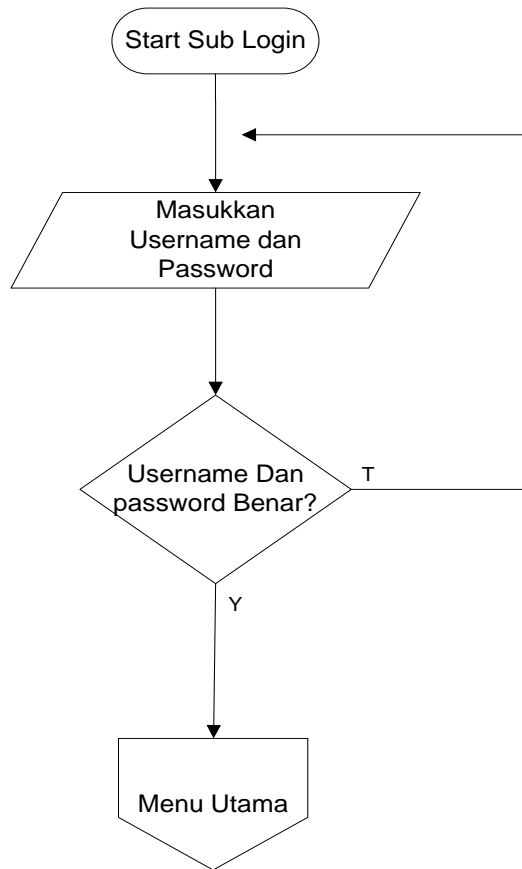 Start Sub Login
Masukkan
Username dan
Password
Username Dan
password Benar?
T
Y
Menu Utama